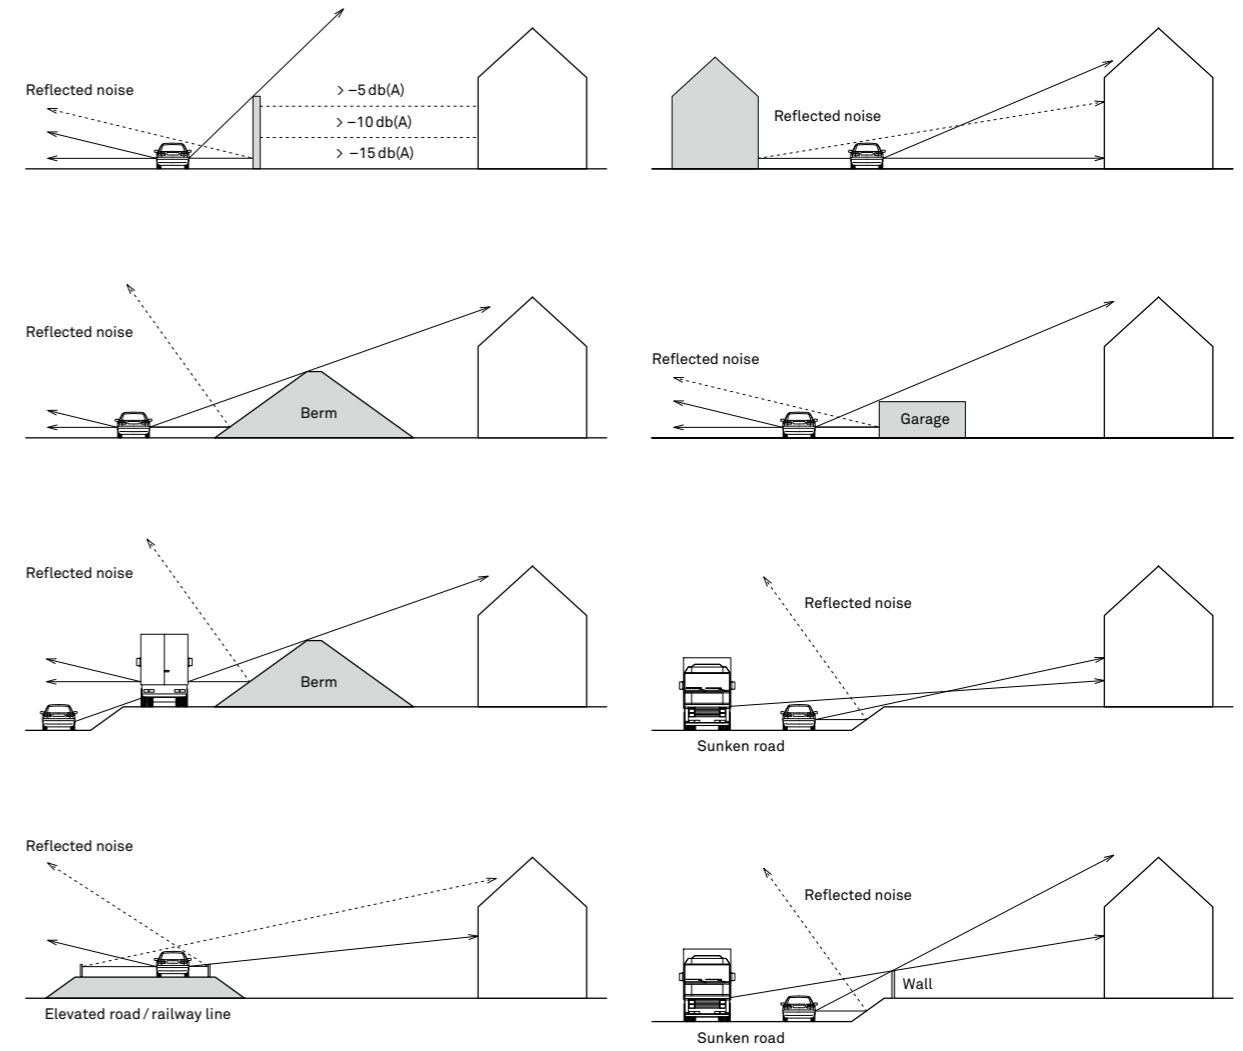 Reflected noise
> –5 db(A)
> –10 db(A)
> –15 db(A)
Reflected noise
Reflected noise
Berm
Reflected noise
Garage
Reflected noise
Berm
Reflected noise
Sunken road
Reflected noise
Elevated road / railway line
Reflected noise
Wall
Sunken road